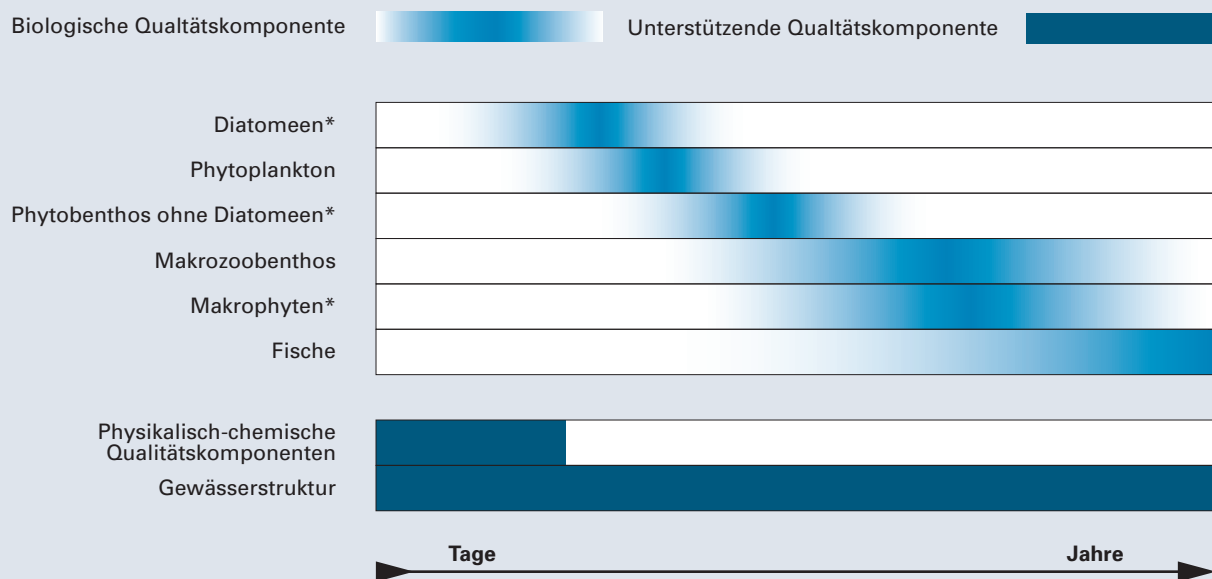 Biologische Qualtätskomponente
Unterstützende Qualtätskomponente
Diatomeen*
Phytoplankton
Phytobenthos ohne Diatomeen*
Makrozoobenthos
Makrophyten*
Fische
Physikalisch-chemische
Qualitätskomponenten
Gewässerstruktur
Tage
Jahre